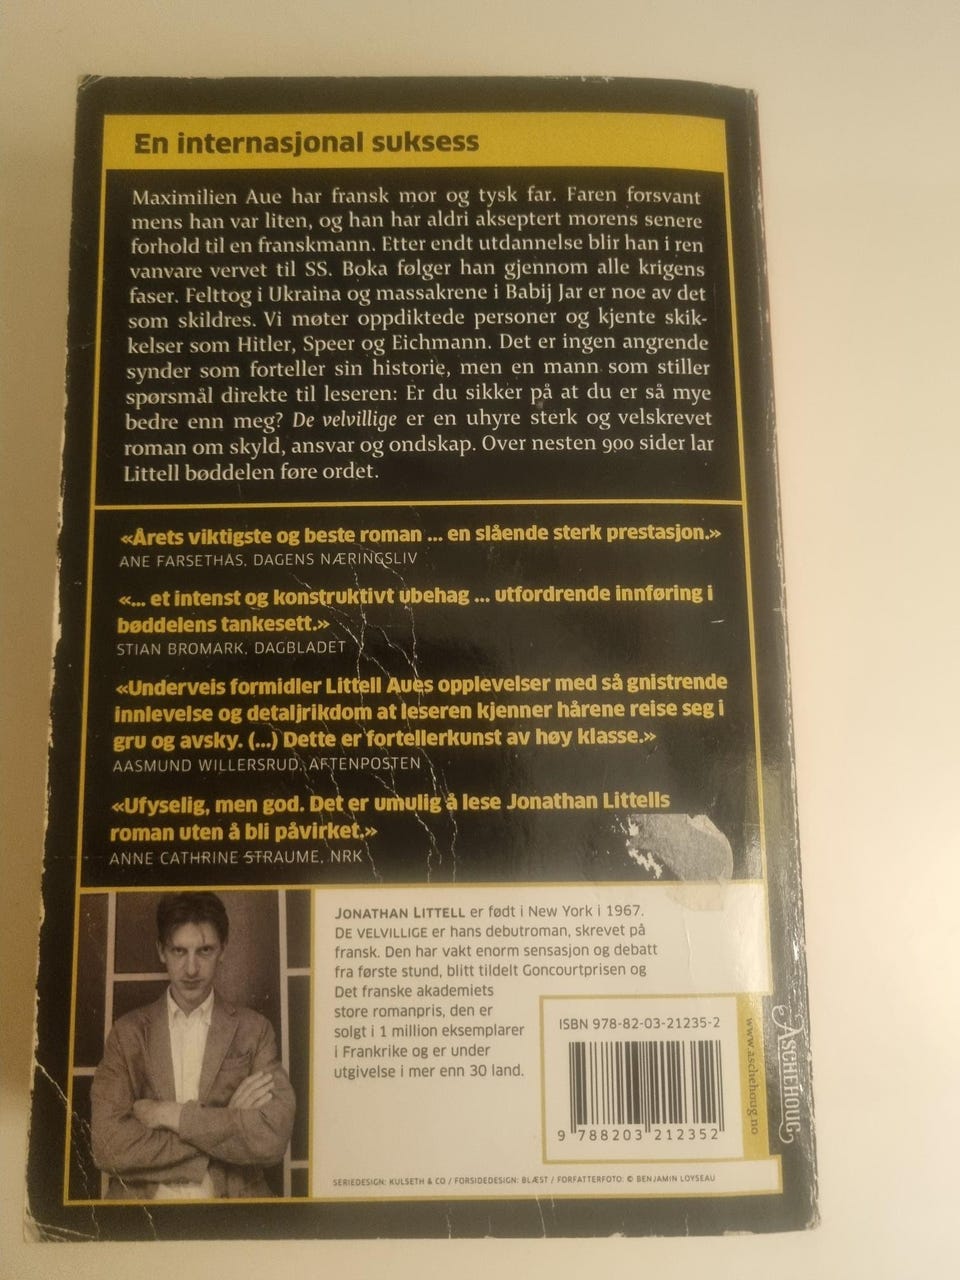 En internasjonal suksess
Maximilien Aue har fransk mor og tysk far. Faren forsvant
mens han var liten, og han har aldri akseptert morens senere
forhold til en franskmann. Etter endt utdannelse blir han i ren
vanvare vervet til SS. Boka følger han gjennom alle krigens
faser. Felttog i Ukraina og massakrene i Babij Jar er noe av det
som skildres. Vi møter oppdiktede personer og kjente skik-
kelser som Hitler, Speer og Eichmann. Det er ingen angrende
synder som forteller sin historie, men en mann som stiller
spørsmål direkte til leseren: Er du sikker på at du er så mye
bedre enn meg? De velvillige er en uhyre sterk og velskrevet
roman om skyld, ansvar og ondskap. Over nesten 900 sider lar
Littell bøddelen føre ordet.
«Årets viktigste og beste roman ... en slående sterk prestasjon.»
ANE FARSETHÅS, DAGENS NÆRINGSLIV
«... et intenst og konstruktivt ubehag ... utfordrende innføring i
bøddelens tankesett.»
STIAN BROMARK, DAGBLADET
«Underveis formidler Littell Aues opplevelser med så gnistrende
innlevelse og detaljrikdom at leseren kjenner hårene reise seg i
gru og avsky. (...) Dette er fortellerkunst av høy klasse.»
AASMUND WILLERSRUD, AFTENPOSTEN
«Ufyselig, men god. Det er umulig å lese Jonathan Littells
roman uten å bli påvirket.»
ANNE CATHRINE STRAUME, NRK
JONATHAN LITTELL er født i New York i 1967.
DE VELVILLIGE er hans debutroman, skrevet på
fransk. Den har vakt enorm sensasjon og debatt
fra første stund, blitt tildelt Goncourtprisen og
Det franske akademiets
store romanpris, den er
solgt i 1 million eksemplarer
i Frankrike og er under
utgivelse i mer enn 30 land.
ISBN 978-82-03-21235-2
9 788203 212352
www.aschehoug.no
ASCHEHOUG
SERIEDESIGN: KULSETH & CO / FORSIDEDESIGN: BLÆST / FORFATTERFOTO: © BENJAMIN LOYSEAU